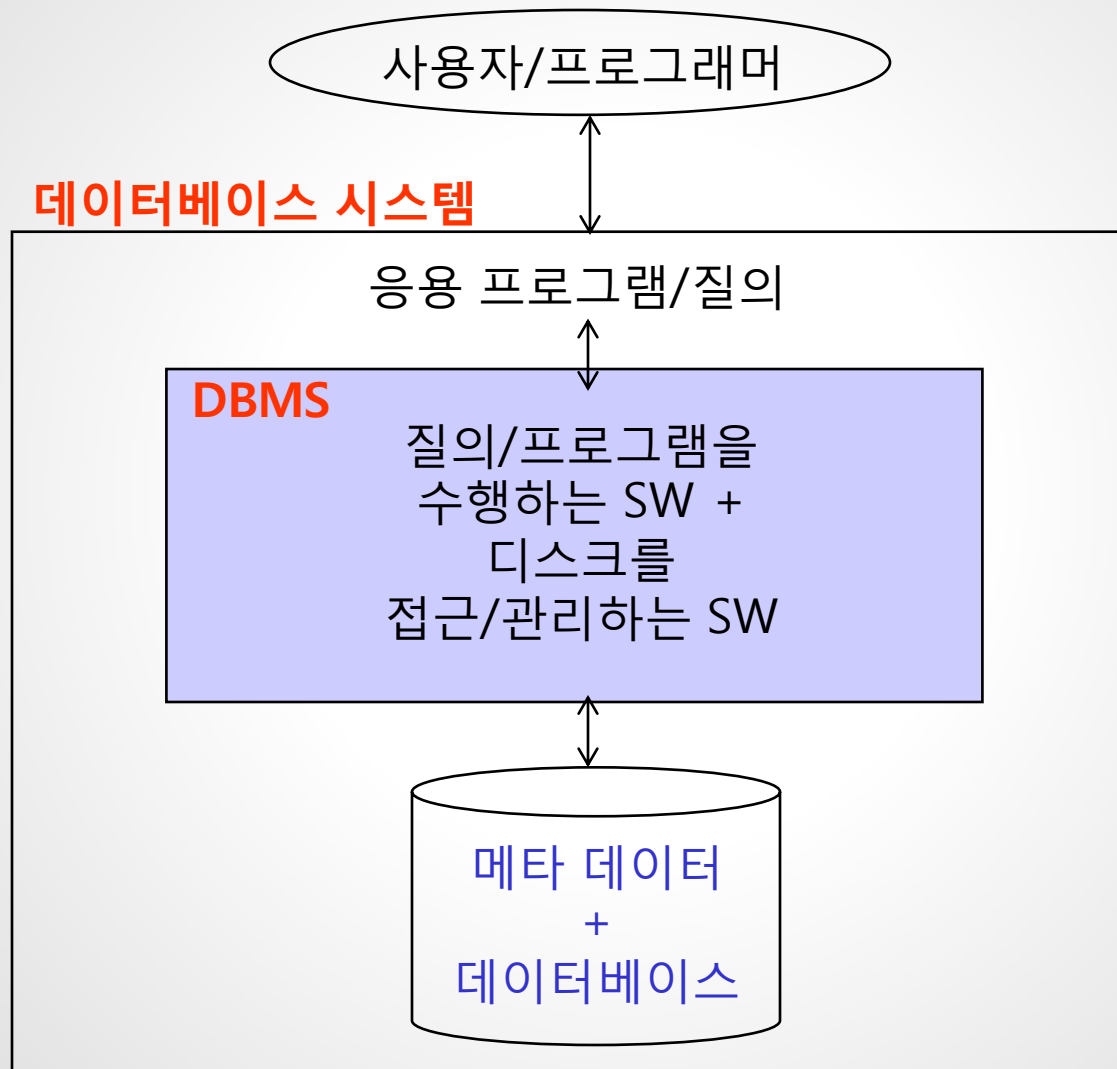 사용자/프로그래머
데이터베이스 시스템
응용 프로그램/질의
DBMS
질의/프로그램을
수행하는 SW +
디스크를
접근/관리하는 SW
메타 데이터
+
데이터베이스